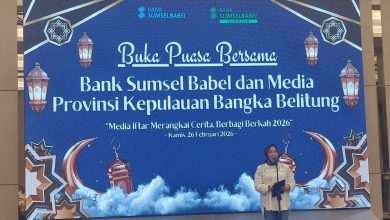 BANK SUMSELBABEL BANK SUMSELBABEL SYARIAH
Buka Puasa Bersama
Bank Sumsel Babel dan Media
Provinsi Kepulauan Bangka Belitung
"Media Iftar Merangkai Cerita, Berbagi Berkah 2026"
- Kamis, 26 Februari 2026 -